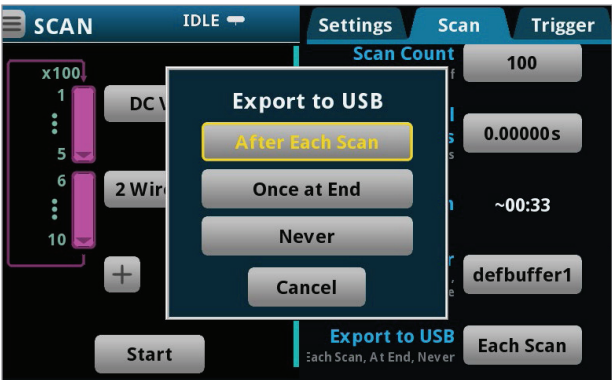 SCAN
IDLE
Settings
Scan
Trigger
x100
1
5
6
10
DC V
2 Wir
+
Start
Export to USB
After Each Scan
Once at End
Never
Cancel
Scan Count
100
0.00000s
~00:33
defbuffer1
Export to USB
Each Scan, At End, Never
Each Scan